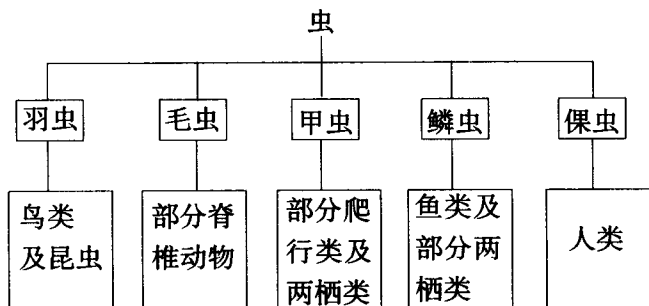 虫
羽虫
毛虫
甲虫
鳞虫
倮虫
鸟类
及昆虫
部分脊
椎动物
部分爬
行类及
两栖类
鱼类及
部分两
栖类
人类